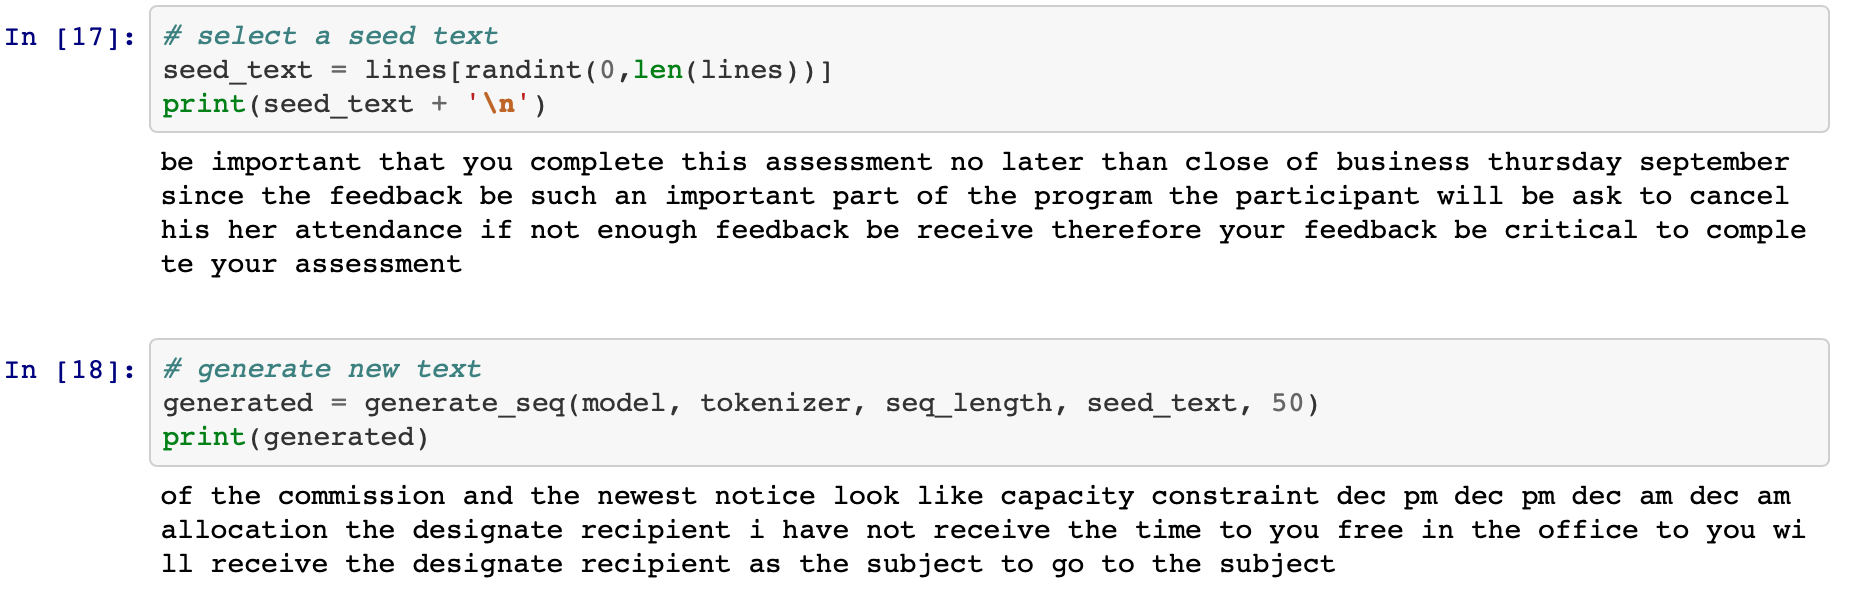 In [17]: # select a seed text
seed_text = lines[randint(0,len(lines))]
print(seed_text + '\n')
be important that you complete this assessment no later than close of business thursday september
since the feedback be such an important part of the program the participant will be ask to cancel
his her attendance if not enough feedback be receive therefore your feedback be critical to comple
te your assessment
In [18]: # generate new text
generated = generate_seq(model, tokenizer, seq_length, seed_text, 50)
print(generated)
of the commission and the newest notice look like capacity constraint dec pm dec pm dec am dec am
allocation the designate recipient i have not receive the time to you free in the office to you wi
ll receive the designate recipient as the subject to go to the subject